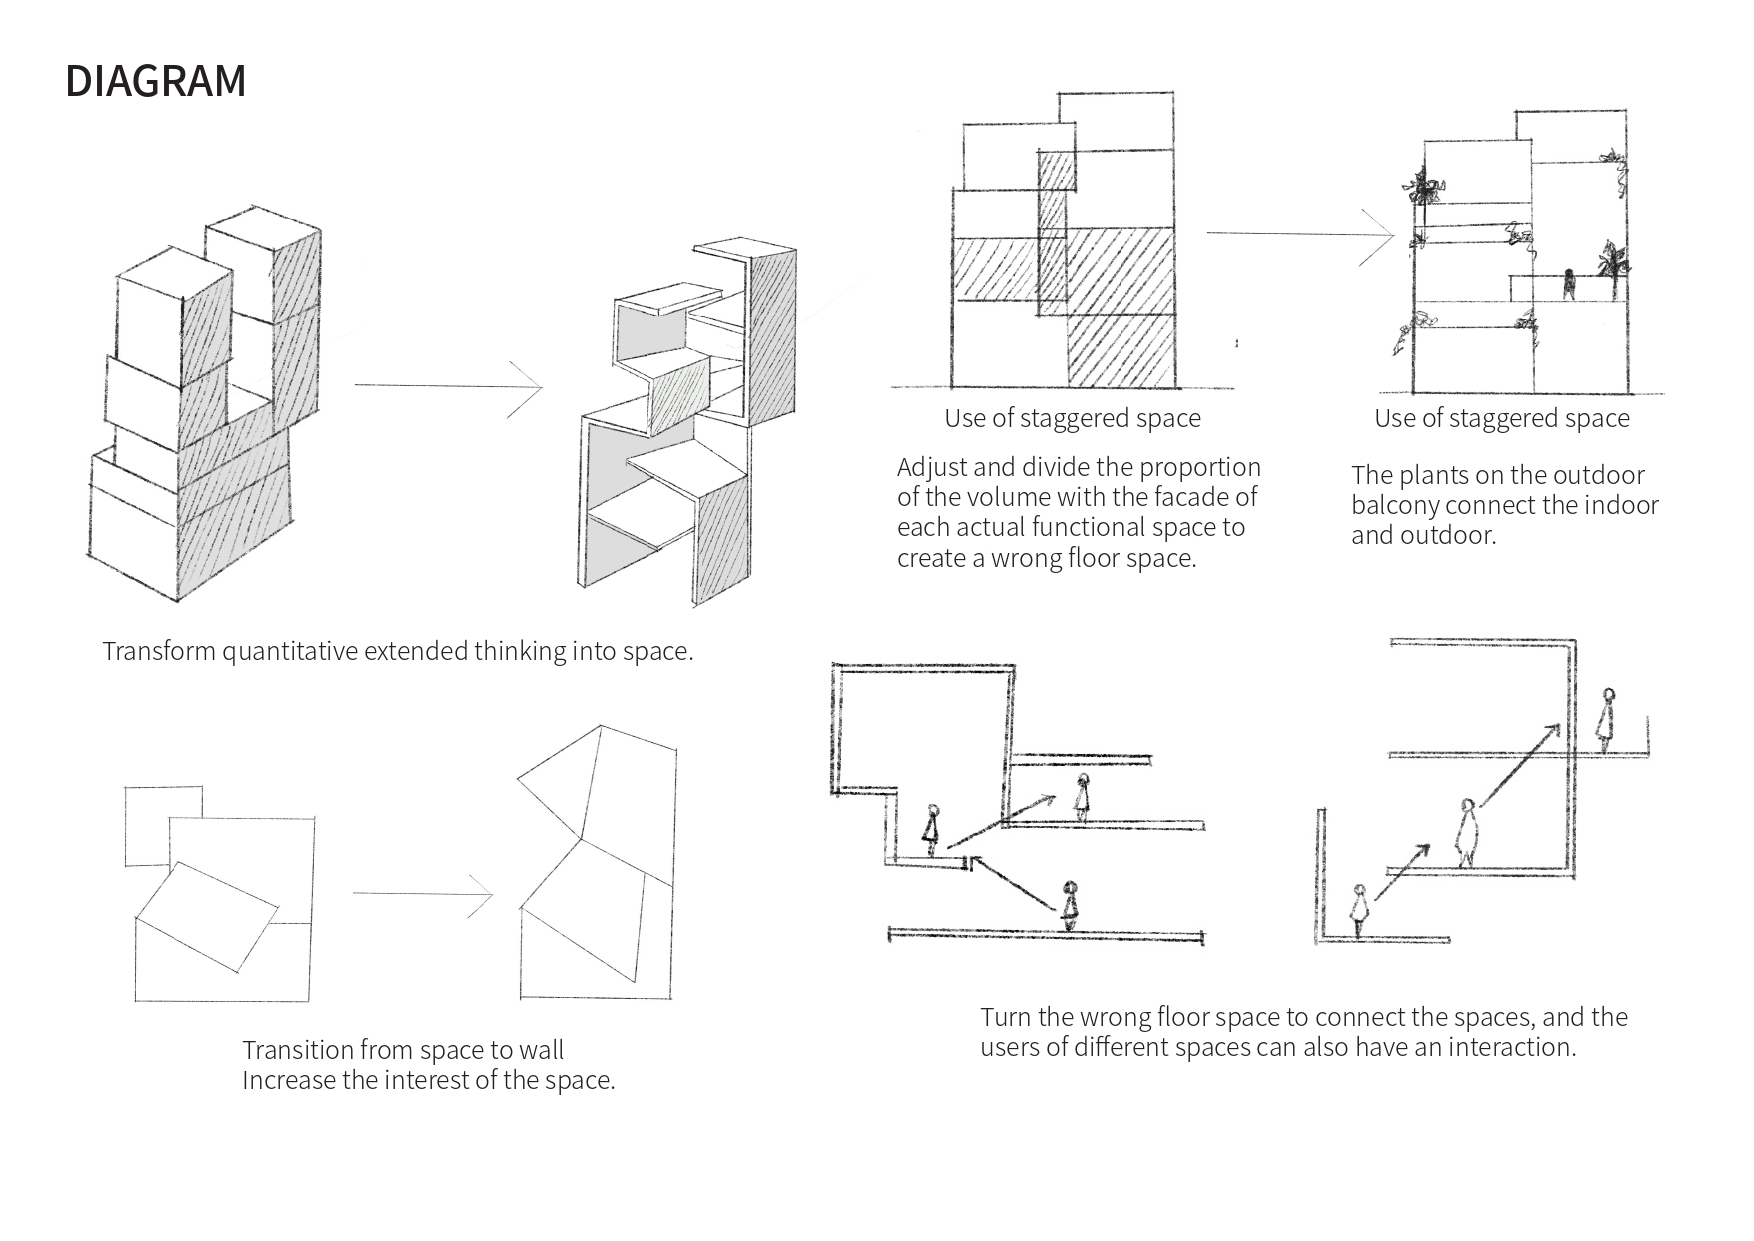 DIAGRAM
Use of staggered space
Adjust and divide the proportion
of the volume with the facade of
each actual functional space to
create a wrong floor space.
Use of staggered space
The plants on the outdoor
balcony connect the indoor
and outdoor.
Transform quantitative extended thinking into space.
Transition from space to wall
Increase the interest of the space.
Turn the wrong floor space to connect the spaces, and the
users of different spaces can also have an interaction.